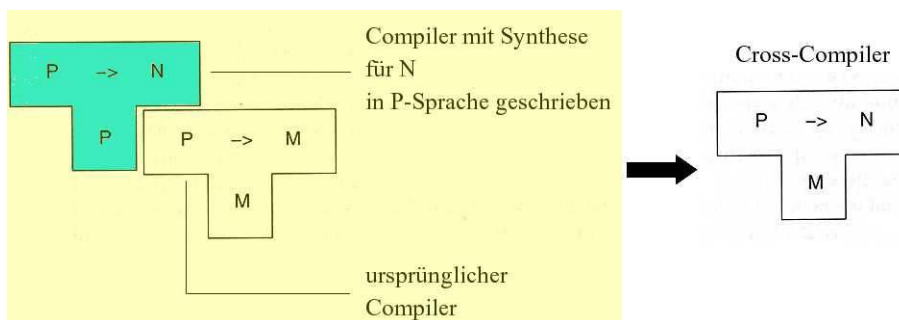 P –> N
P
Compiler mit Synthese
für N
in P-Sprache geschrieben
P –> M
M
ursprünglicher
Compiler
Cross-Compiler
P –> N
M